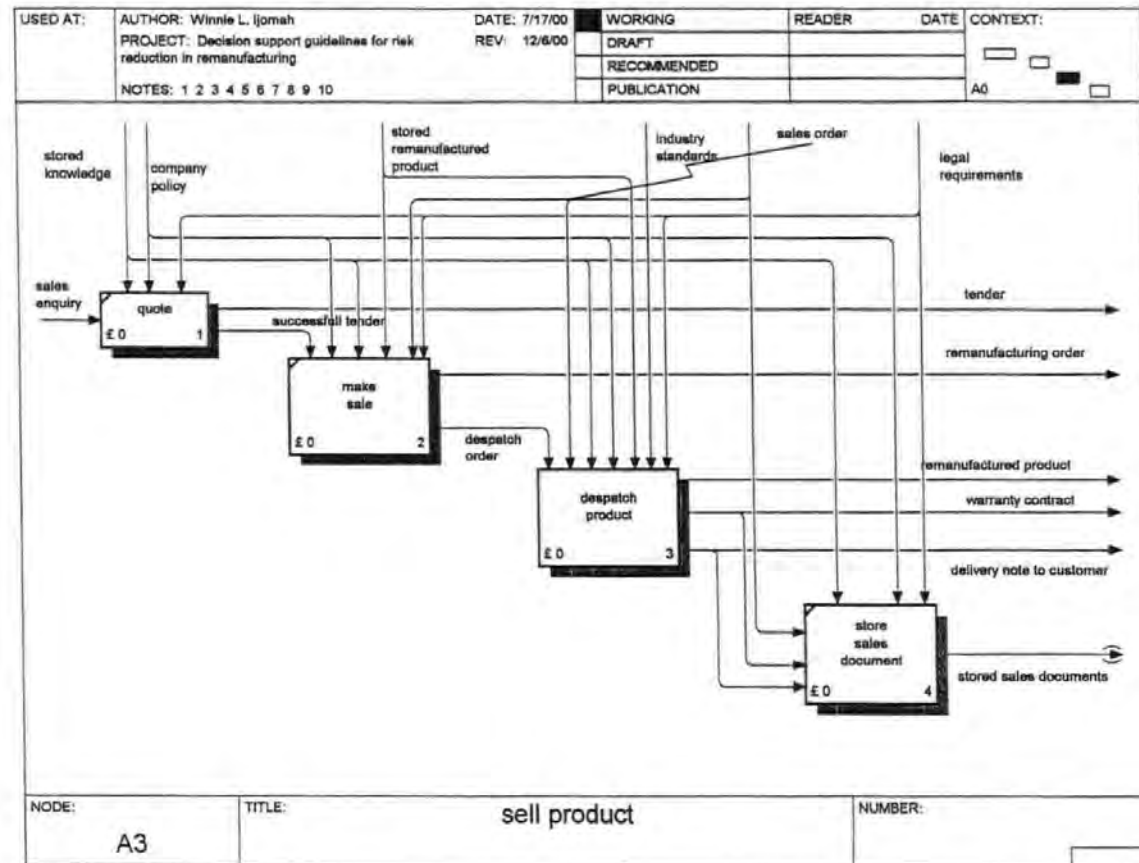 USED AT:
AUTHOR: Winnie L. Ijomah
DATE: 7/17/00
PROJECT: Decision support guidelines for risk
reduction in remanufacturing
REV: 12/6/00
NOTES: 1 2 3 4 5 6 7 8 9 10
WORKING
DRAFT
RECOMMENDED
PUBLICATION
READER DATE
CONTEXT:
A0
stored
knowledge
company
policy
stored
remanufactured
product
industry
standards
sales order
legal
requirements
sales
enquiry
quote
£ 0 1
tender
successfull tender
remanufacturing order
make
sale
£ 0 2
despatch
order
remanufactured product
despatch
product
£ 0 3
warranty contract
delivery note to customer
store
sales
document
£ 0 4
stored sales documents
NODE:
A3
TITLE:
sell product
NUMBER: